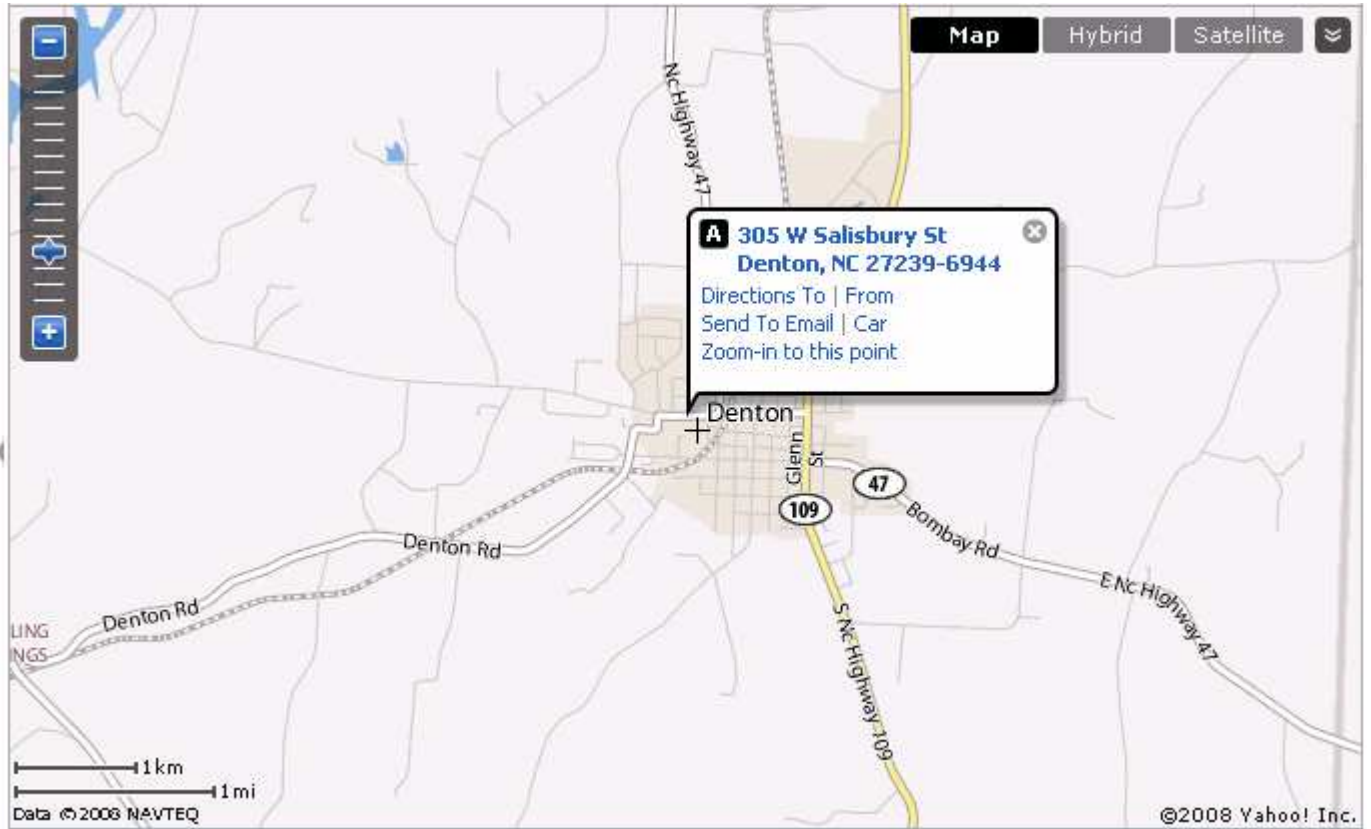 Map
Hybrid
Satellite
Nc Highway 47
A 305 W Salisbury St
Denton, NC 27239-6944
Directions To | From
Send To Email | Car
Zoom-in to this point
Denton
Glenn
St
47
109
Bombay Rd
Denton Rd
E Nc Highway 47
Denton Rd
S Nc Highway 109
LING
NGS
1km
1mi
Data ©2008 NAVTEQ
©2008 Yahoo! Inc.